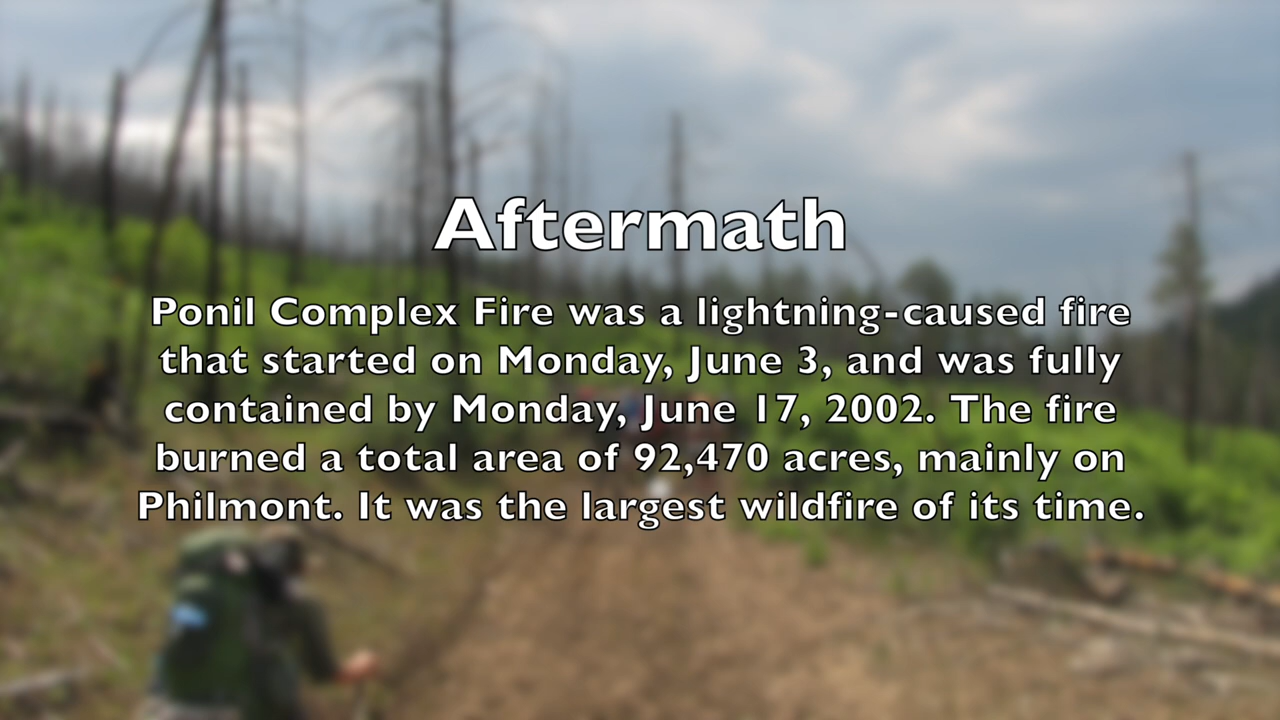 Aftermath
Ponil Complex Fire was a lightning-caused fire
that started on Monday, June 3, and was fully
contained by Monday, June 17, 2002. The fire
burned a total area of 92,470 acres, mainly on
Philmont. It was the largest wildfire of its time.